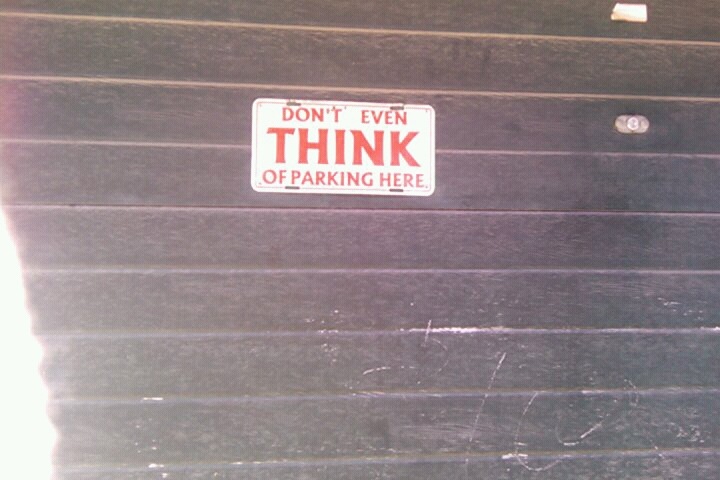 DON'T EVEN
THINK
OF PARKING HERE.